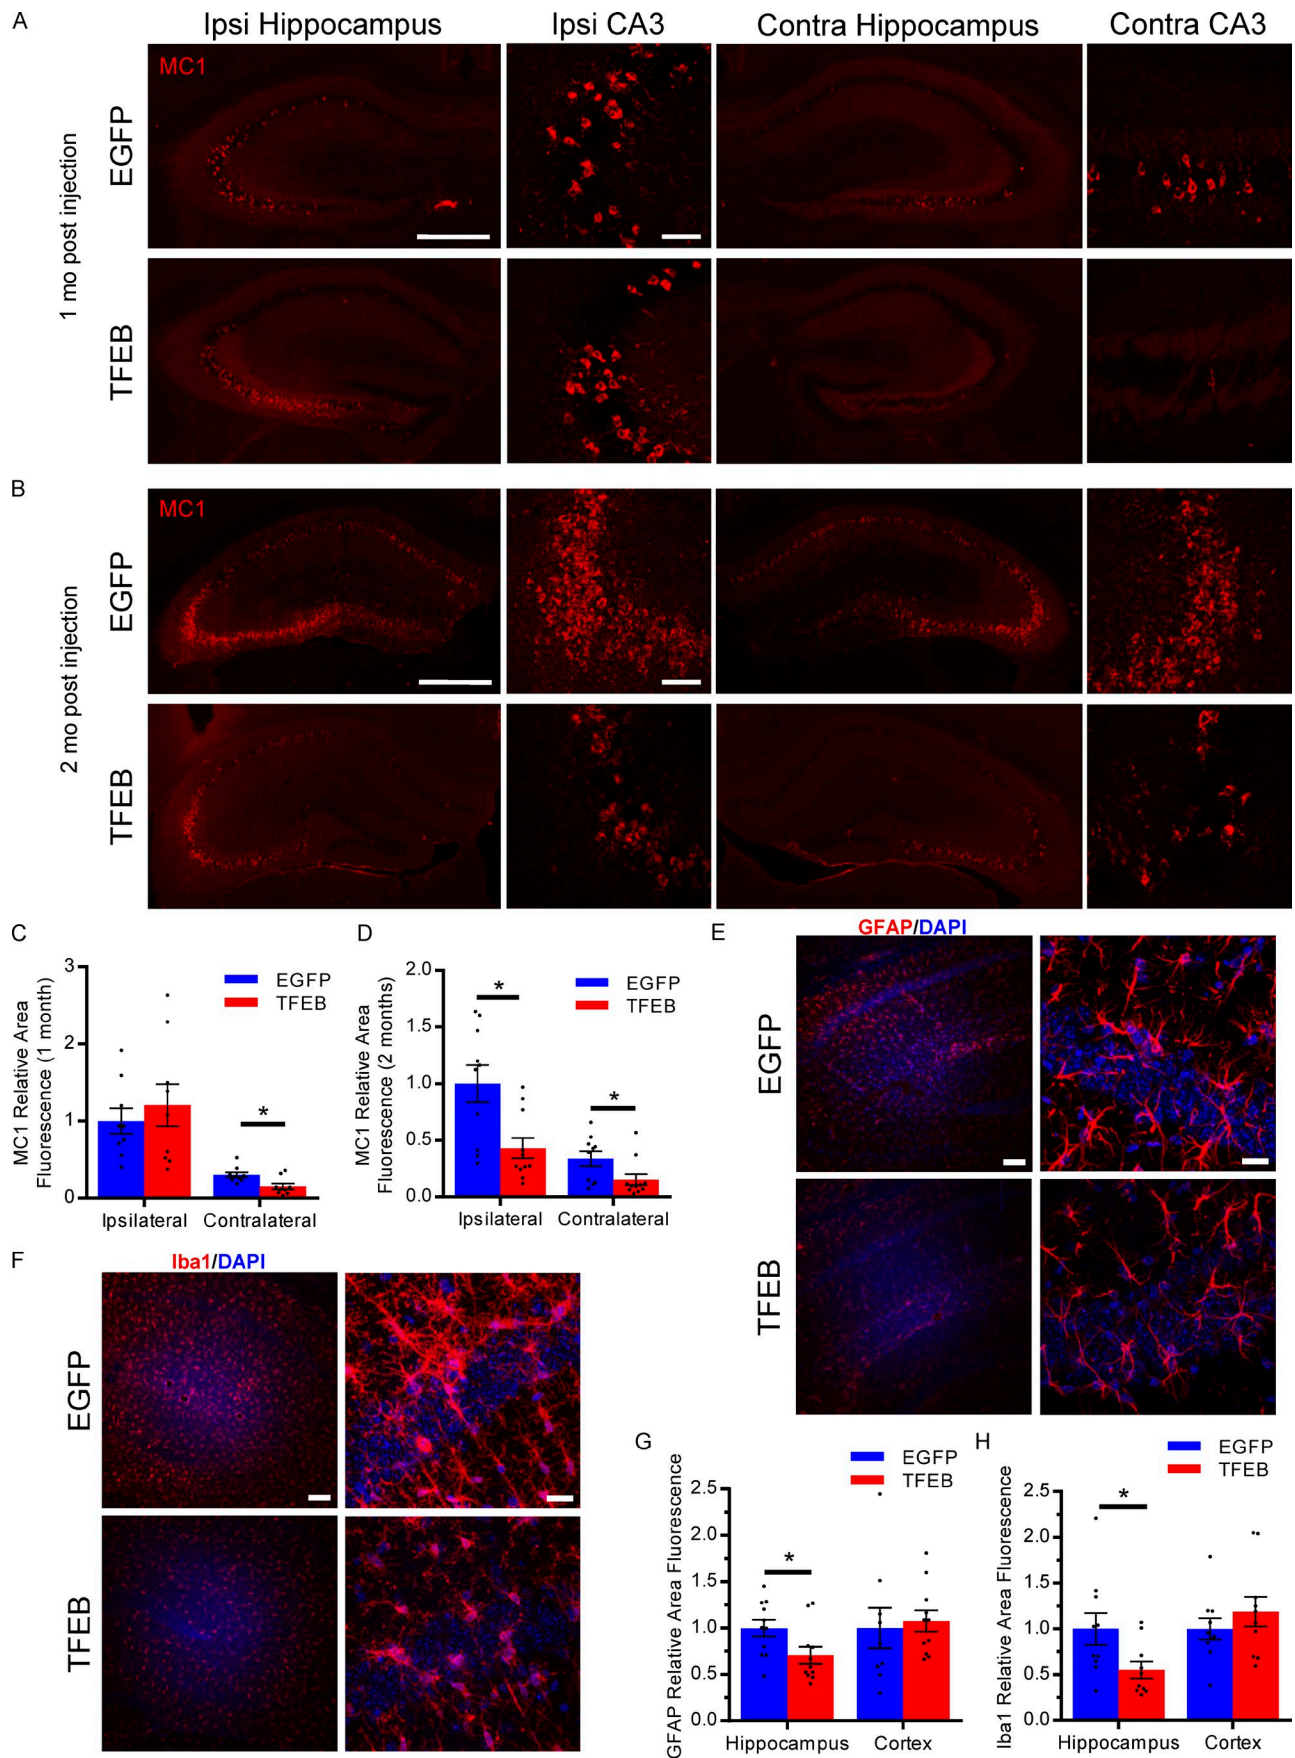 A
Ipsi Hippocampus
Ipsi CA3
Contra Hippocampus
Contra CA3
1 mo post injection
EGFP
MC1
TFEB
B
2 mo post injection
EGFP
MC1
TFEB
C
MC1 Relative Area
Fluorescence (1 month)
3
2
1
0
EGFP
TFEB
*
Ipsilateral
Contralateral
D
MC1 Relative Area
Fluorescence (2 months)
2.0
1.5
1.0
0.5
0.0
EGFP
TFEB
*
*
Ipsilateral
Contralateral
E
GFAP/DAPI
EGFP
TFEB
F
Iba1/DAPI
EGFP
TFEB
G
GFAP Relative Area Fluorescence
2.5
2.0
1.5
1.0
0.5
0.0
EGFP
TFEB
*
Hippocampus
Cortex
H
Iba1 Relative Area Fluorescence
2.5
2.0
1.5
1.0
0.5
0.0
EGFP
TFEB
*
Hippocampus
Cortex